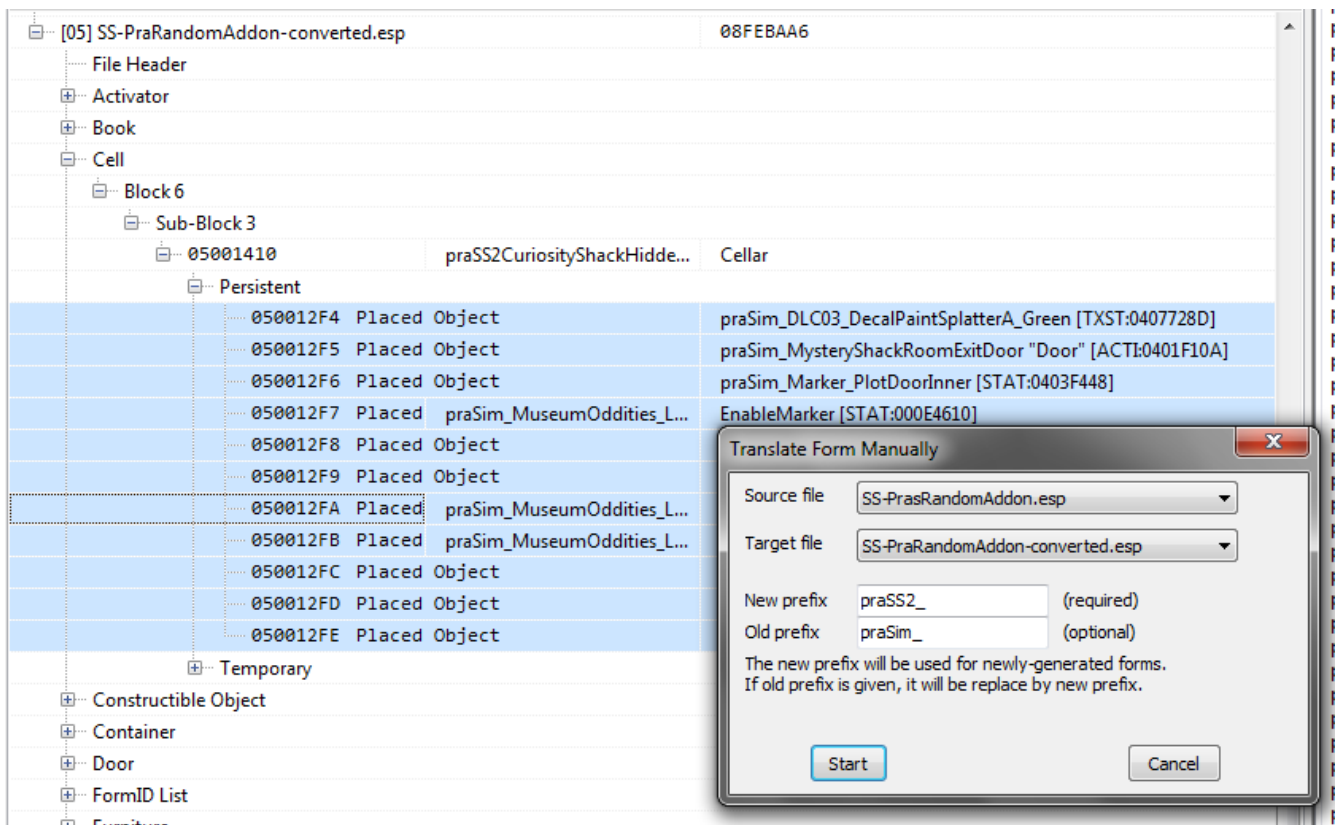 [05] SS-PraRandomAddon-converted.esp 08FEBAA6
File Header
Activator
Book
Cell
Block 6
Sub-Block 3
05001410 praSS2CuriosityShackHidde... Cellar
Persistent
050012F4 Placed Object praSim_DLC03_DecalPaintSplatterA_Green [TXST:0407728D]
050012F5 Placed Object praSim_MysteryShackRoomExitDoor "Door" [ACTI:0401F10A]
050012F6 Placed Object praSim_Marker_PlotDoorInner [STAT:0403F448]
050012F7 Placed praSim_MuseumOddities_L... EnableMarker [STAT:000E4610]
050012F8 Placed Object
050012F9 Placed Object
050012FA Placed praSim_MuseumOddities_L...
050012FB Placed praSim_MuseumOddities_L...
050012FC Placed Object
050012FD Placed Object
050012FE Placed Object
Temporary
Constructible Object
Container
Door
FormID List
Translate Form Manually
Source file SS-PrasRandomAddon.esp
Target file SS-PraRandomAddon-converted.esp
New prefix praSS2_ (required)
Old prefix praSim_ (optional)
The new prefix will be used for newly-generated forms.
If old prefix is given, it will be replace by new prefix.
Start Cancel